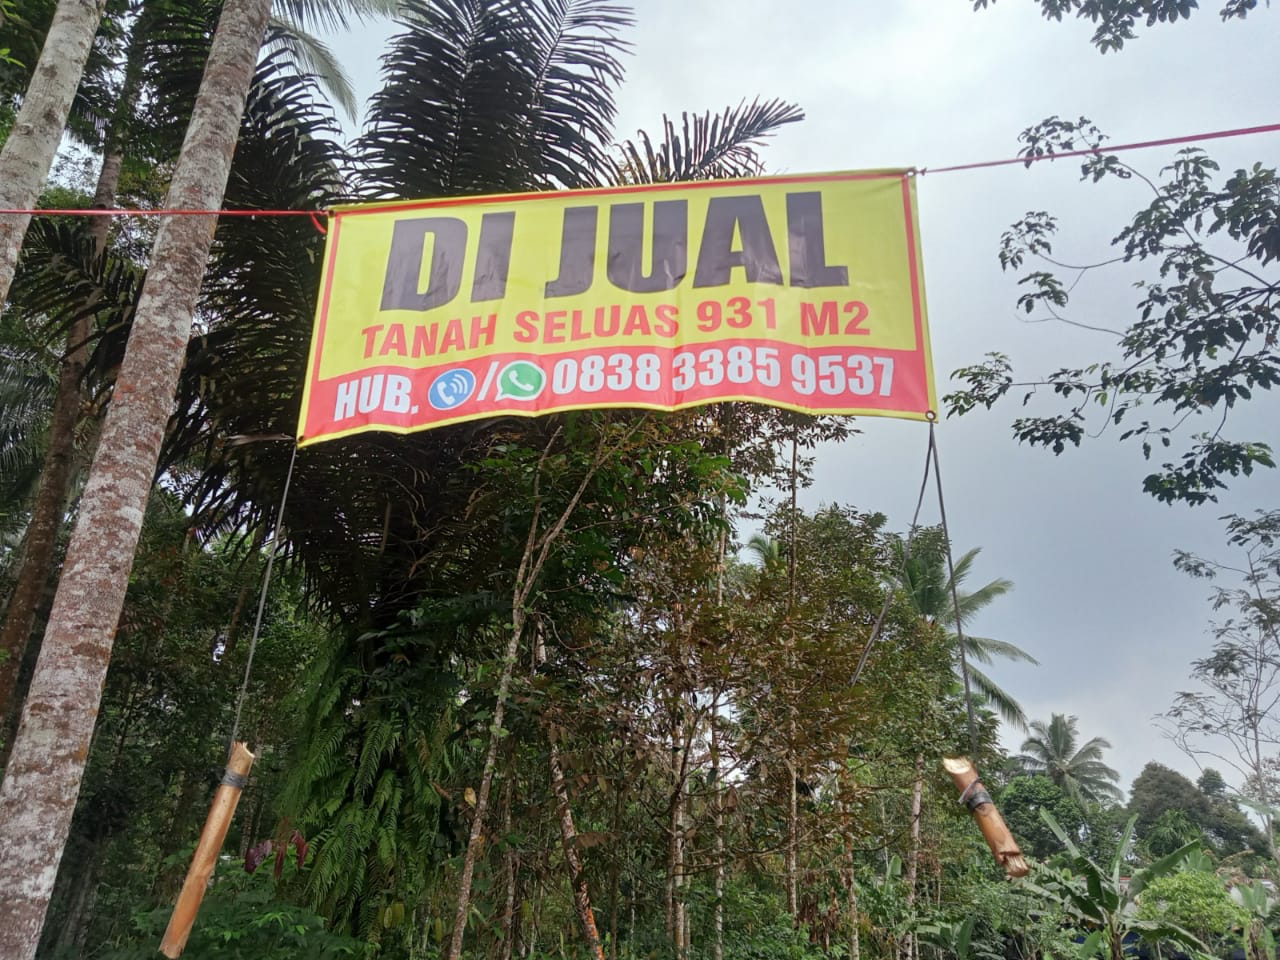 DI JUAL
TANAH SELUAS 931 M2
HUB. / 0838 3385 9537